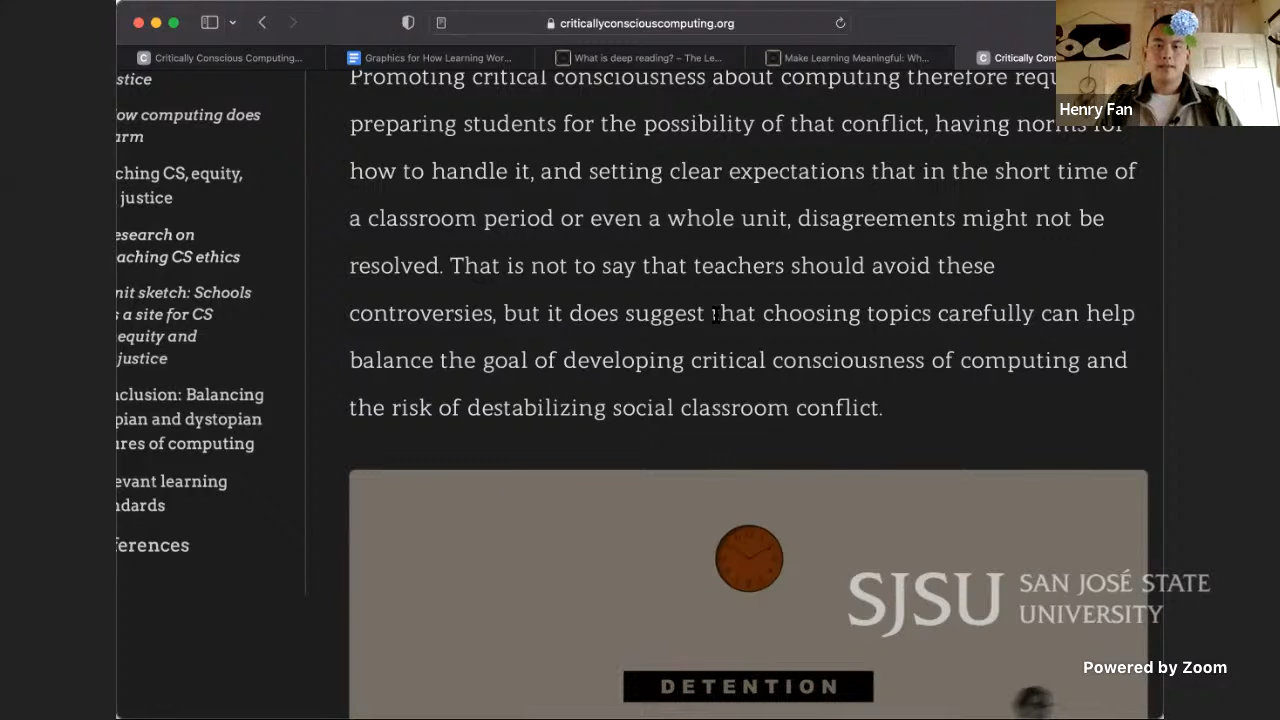 criticallyconsciouscomputing.org
Critically Conscious Computing...
Graphics for How Learning Wor...
What is deep reading? – The Le...
Make Learning Meaningful: Wh...
Critically Cons
Henry Fan
stice
ow computing does
arm
ching CS, equity,
justice
esearch on
aching CS ethics
nit sketch: Schools
s a site for CS
equity and
justice
nclusion: Balancing
pian and dystopian
ures of computing
evant learning
ndards
ferences
Promoting critical consciousness about computing therefore requ
preparing students for the possibility of that conflict, having norms for
how to handle it, and setting clear expectations that in the short time of
a classroom period or even a whole unit, disagreements might not be
resolved. That is not to say that teachers should avoid these
controversies, but it does suggest that choosing topics carefully can help
balance the goal of developing critical consciousness of computing and
the risk of destabilizing social classroom conflict.
DETENTION
SJSU SAN JOSÉ STATE
UNIVERSITY
Powered by Zoom